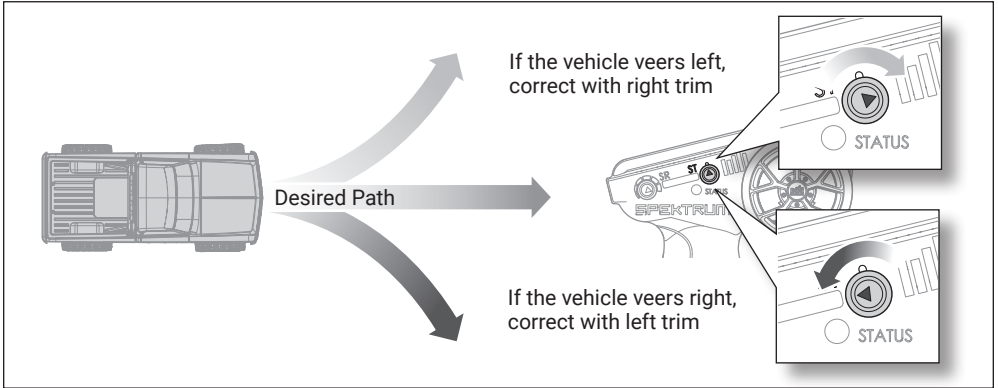 If the vehicle veers left,
correct with right trim
STATUS
Desired Path
SR
ST
STATUS
SPEKTRUM
If the vehicle veers right,
correct with left trim
STATUS